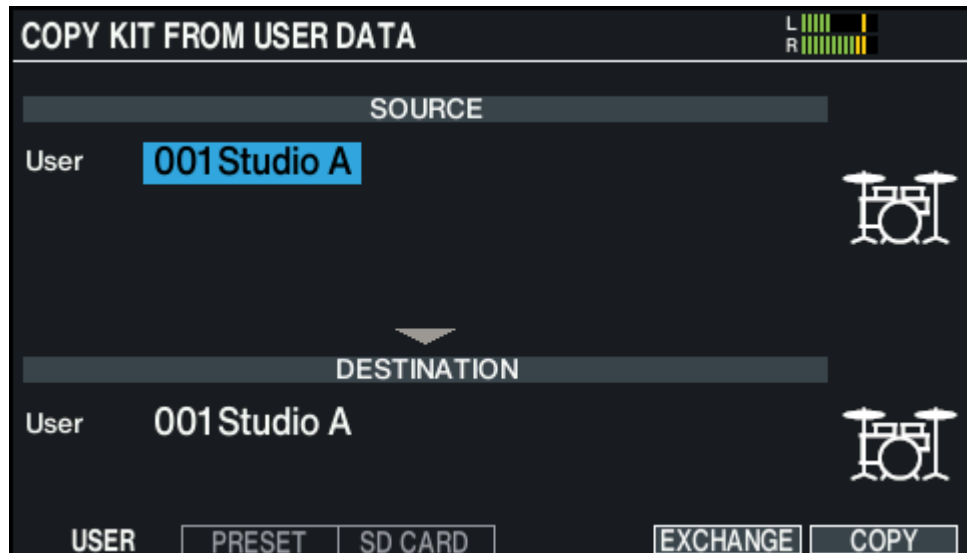 COPY KIT FROM USER DATA
L
R
SOURCE
User 001 Studio A
DESTINATION
User 001 Studio A
USER PRESET SD CARD EXCHANGE COPY